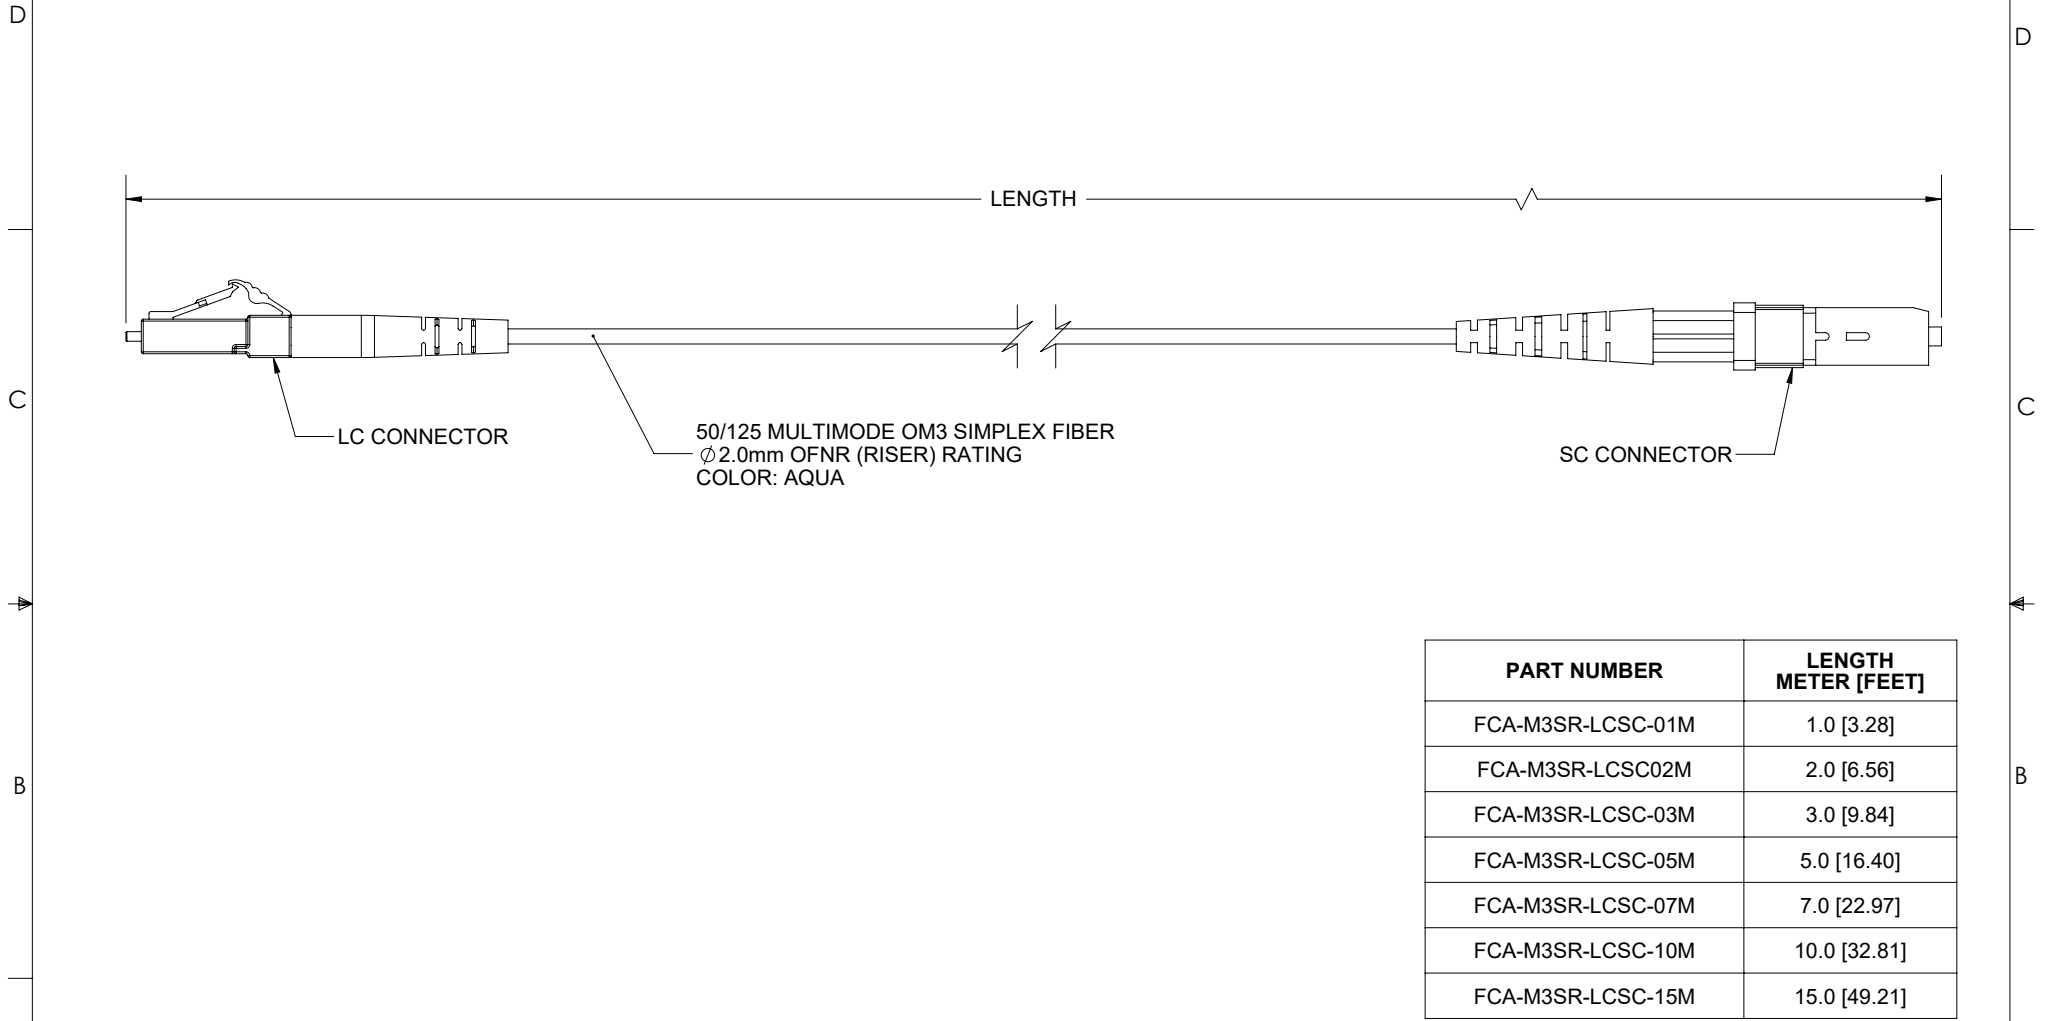 D
D
LENGTH
C
C
LC CONNECTOR
50/125 MULTIMODE OM3 SIMPLEX FIBER
⌀2.0mm OFNR (RISER) RATING
COLOR: AQUA
SC CONNECTOR
B
B
PART NUMBER
LENGTH
METER [FEET]
FCA-M3SR-LCSC-01M 1.0 [3.28]
FCA-M3SR-LCSC02M 2.0 [6.56]
FCA-M3SR-LCSC-03M 3.0 [9.84]
FCA-M3SR-LCSC-05M 5.0 [16.40]
FCA-M3SR-LCSC-07M 7.0 [22.97]
FCA-M3SR-LCSC-10M 10.0 [32.81]
FCA-M3SR-LCSC-15M 15.0 [49.21]